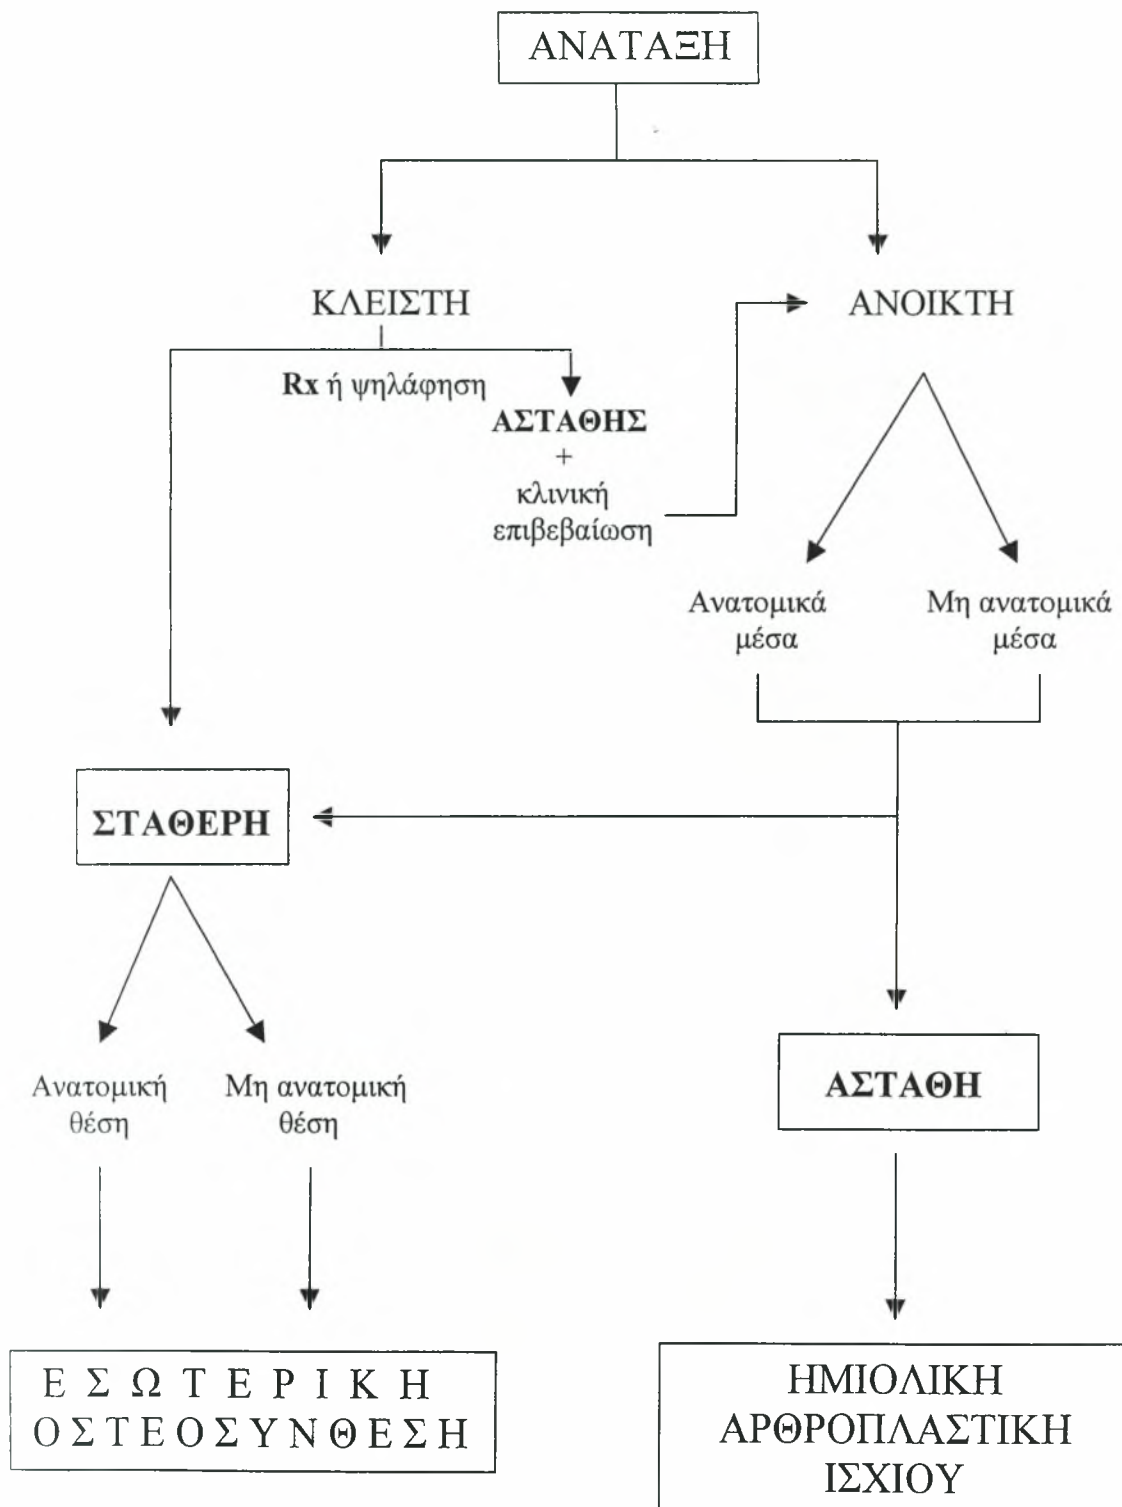 ΑΝΑΤΑΞΗ
ΚΛΕΙΣΤΗ
ΑΝΟΙΚΤΗ
Rx ή ψηλάφηση
ΑΣΤΑΘΗΣ
+
κλινική
επιβεβαίωση
Ανατομικά
μέσα
Μη ανατομικά
μέσα
ΣΤΑΘΕΡΗ
Ανατομική
θέση
Μη ανατομική
θέση
ΑΣΤΑΘΗ
ΕΣΩΤΕΡΙΚΗ
ΟΣΤΕΟΣΥΝΘΕΣΗ
ΗΜΙΟΛΙΚΗ
ΑΡΘΡΟΠΛΑΣΤΙΚΗ
ΙΣΧΙΟΥ